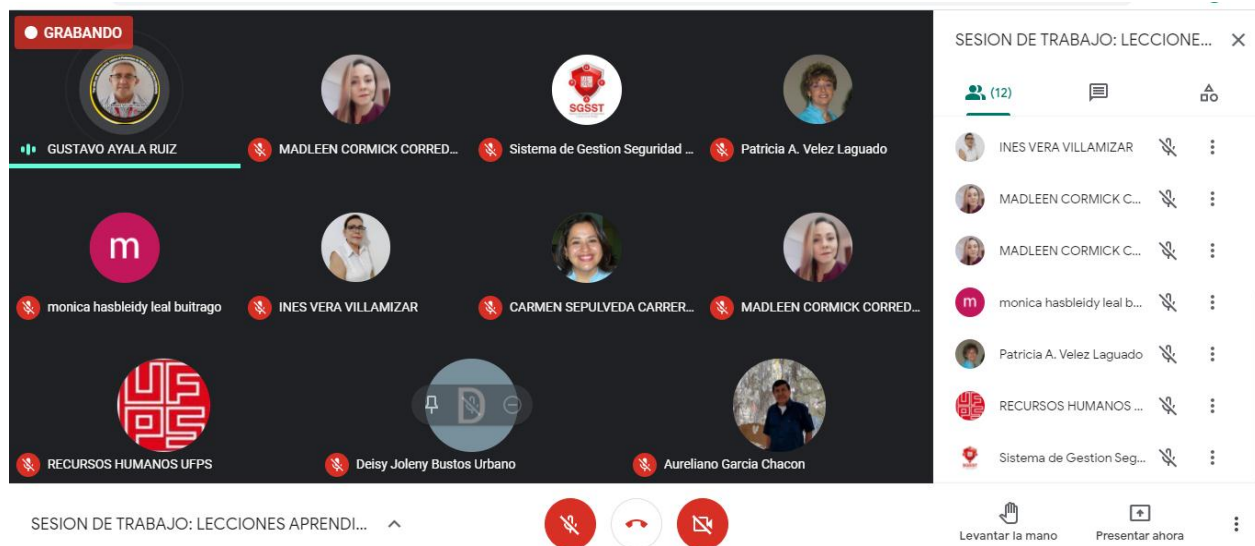 GRABANDO
GUSTAVO AYALA RUIZ
MADLEEN CORMICK CORRED...
SGSST
Sistema de Gestion Seguridad ...
Patricia A. Velez Laguado
m
monica hasbleidy leal buitrago
INES VERA VILLAMIZAR
CARMEN SEPULVEDA CARRER...
MADLEEN CORMICK CORRED...
UFPS
RECURSOS HUMANOS UFPS
D
Deisy Joleny Bustos Urbano
Aureliano Garcia Chacon
SESION DE TRABAJO: LECCIONES APRENDI...
SESION DE TRABAJO: LECCIONE...
(12)
INES VERA VILLAMIZAR
MADLEEN CORMICK C...
MADLEEN CORMICK C...
m
monica hasbleidy leal b...
Patricia A. Velez Laguado
RECURSOS HUMANOS ...
Sistema de Gestion Seg...
Levantar la mano
Presentar ahora